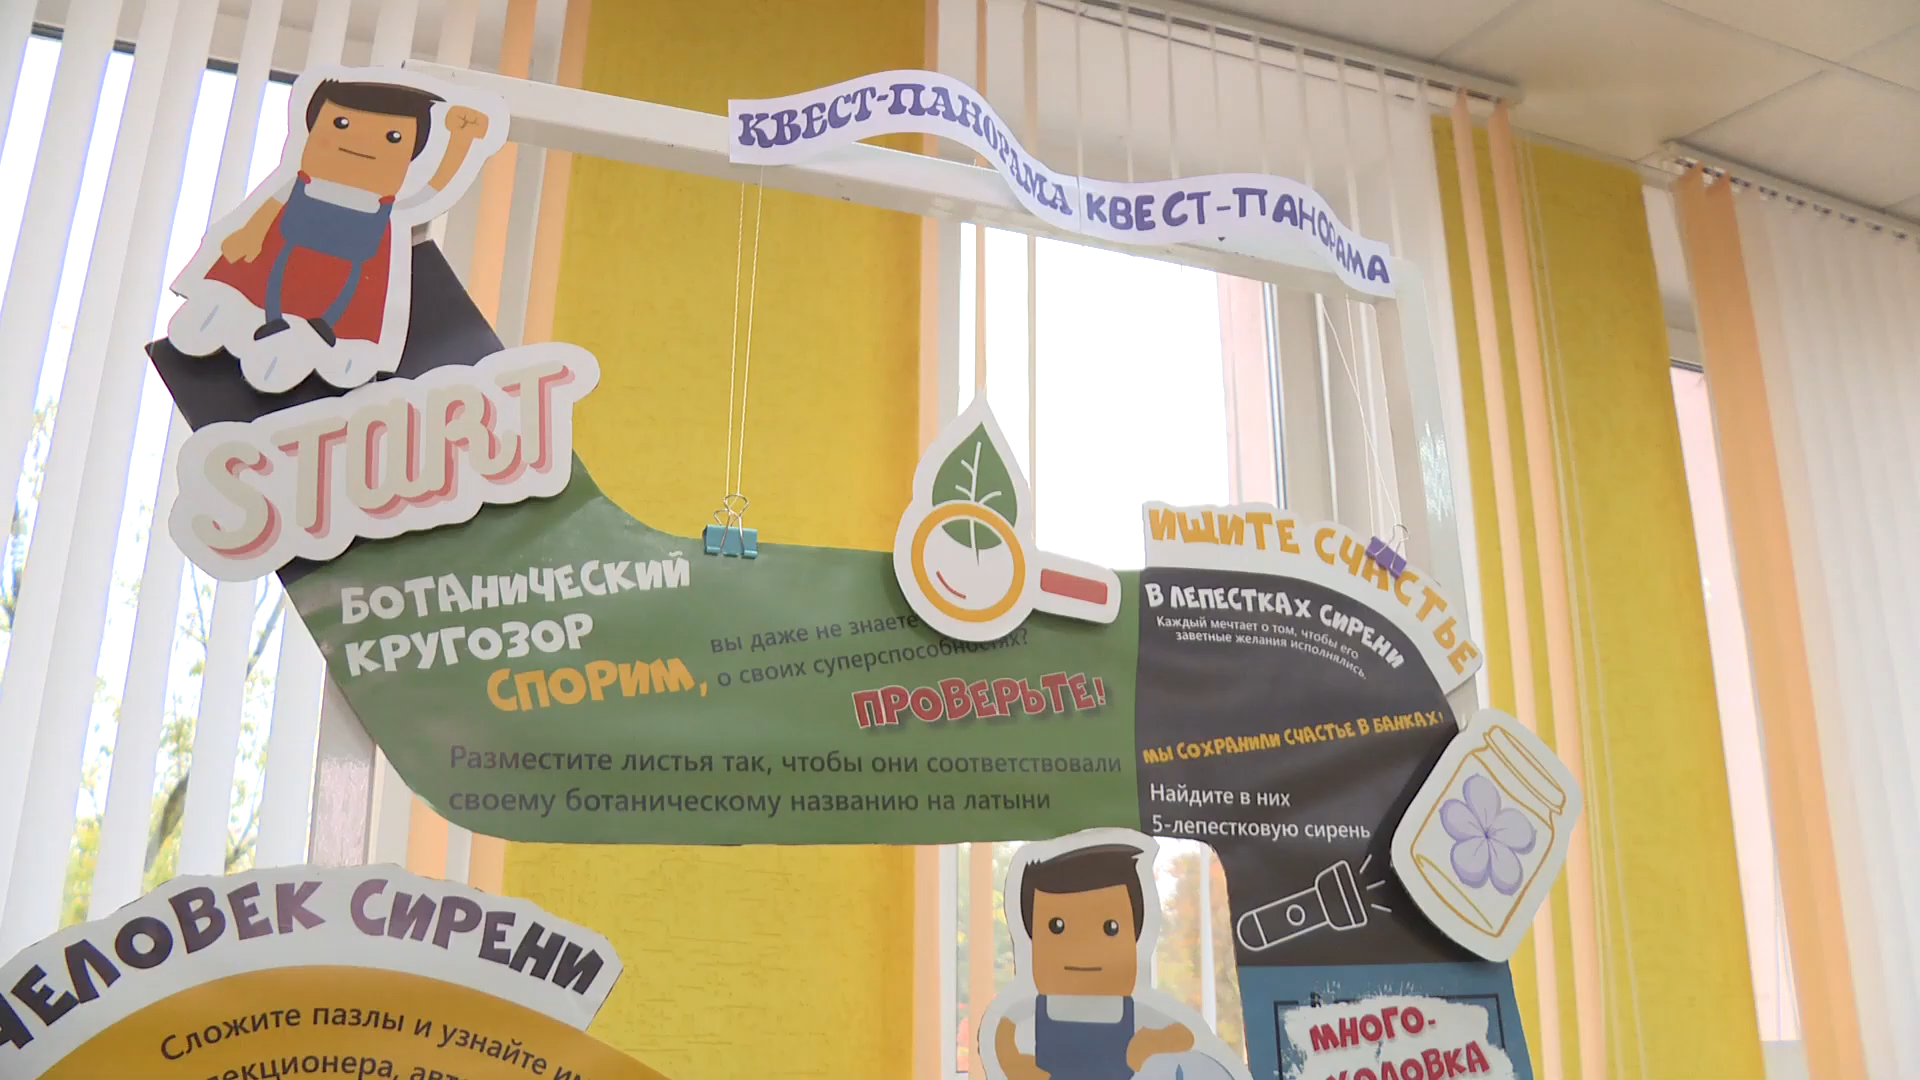 КВЕСТ-ПАНОРАМА КВЕСТ-ПАНОРАМА
START
БОТАНИЧЕСКИЙ
КРУГОЗОР
СПОРИМ,
вы даже не знаете
о своих суперспособностях?
ПРОВЕРЬТЕ!
Разместите листья так, чтобы они соответствовали
своему ботаническому названию на латыни
ИЩИТЕ СЧАСТЬЕ
В ЛЕПЕСТКАХ СИРЕНИ
Каждый мечтает о том, чтобы его
заветные желания исполнялись.
МЫ СОХРАНИЛИ СЧАСТЬЕ В БАНКАХ!
Найдите в них
5-лепестковую сирень
МНОГО-
ЧЕЛОВЕК СИРЕНИ
Сложите пазлы и узнайте